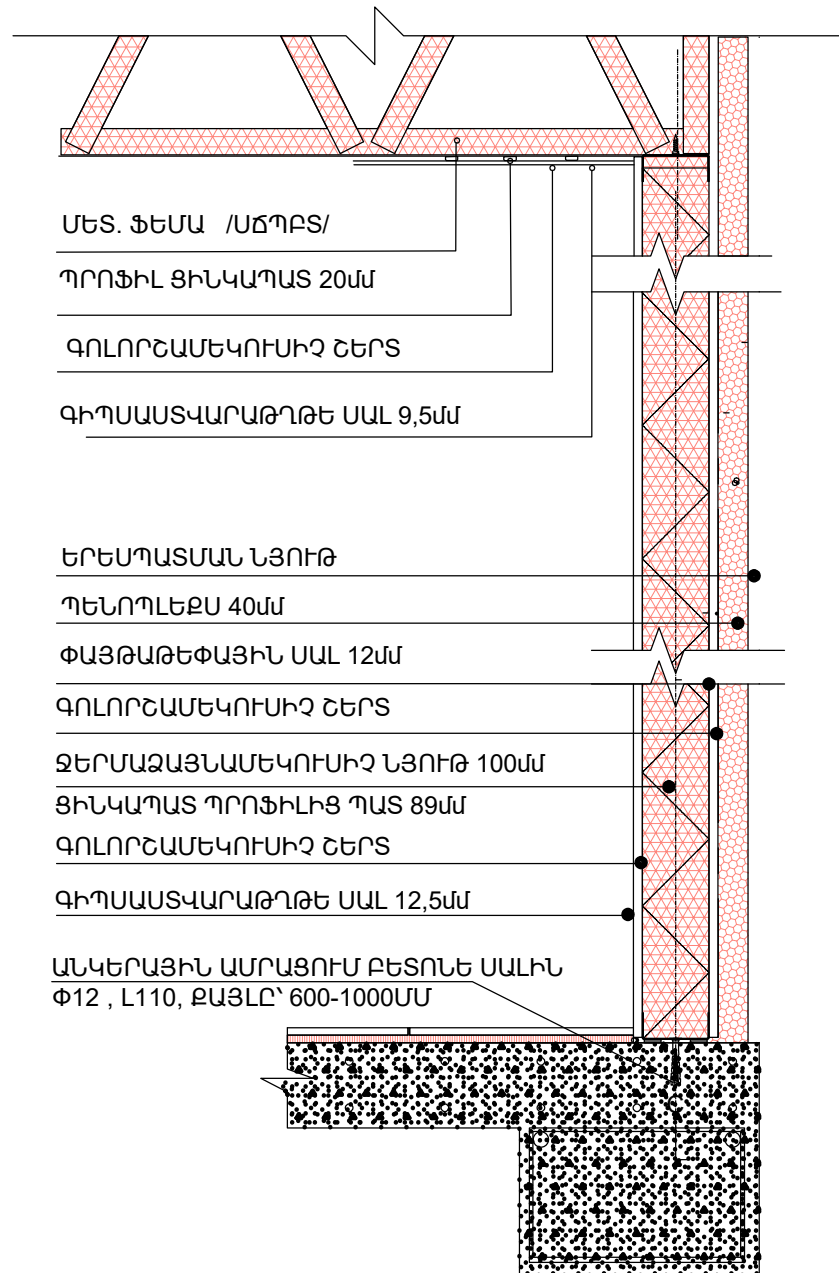 ՄԵՏ. ՖԵՄԱ /ՍՃՊԲՏ/
ՊՐՈՖԻԼ ՑԻՆԿԱՊԱՏ 20մմ
ԳՈԼՈՐՇԱՄԵԿՈՒՍԻՉ ՇԵՐՏ
ԳԻՊՍԱՍՏՎԱՐԱԹՂԹԵ ՍԱԼ 9,5մմ
ԵՐԵՍՊԱՏՄԱՆ ՆՅՈՒԹ
ՊԵՆՈՊԼԵՔՍ 40մմ
ՓԱՅԹԱԹԵՓԱՅԻՆ ՍԱԼ 12մմ
ԳՈԼՈՐՇԱՄԵԿՈՒՍԻՉ ՇԵՐՏ
ՋԵՐՄԱՁԱՅՆԱՄԵԿՈՒՍԻՉ ՆՅՈՒԹ 100մմ
ՑԻՆԿԱՊԱՏ ՊՐՈՖԻԼԻՑ ՊԱՏ 89մմ
ԳՈԼՈՐՇԱՄԵԿՈՒՍԻՉ ՇԵՐՏ
ԳԻՊՍԱՍՏՎԱՐԱԹՂԹԵ ՍԱԼ 12,5մմ
ԱՆԿԵՐԱՅԻՆ ԱՄՐԱՑՈՒՄ ԲԵՏՈՆԵ ՍԱԼԻՆ
Փ12 , L110, ՔԱՅԼԸ՝ 600-1000ՄՄ